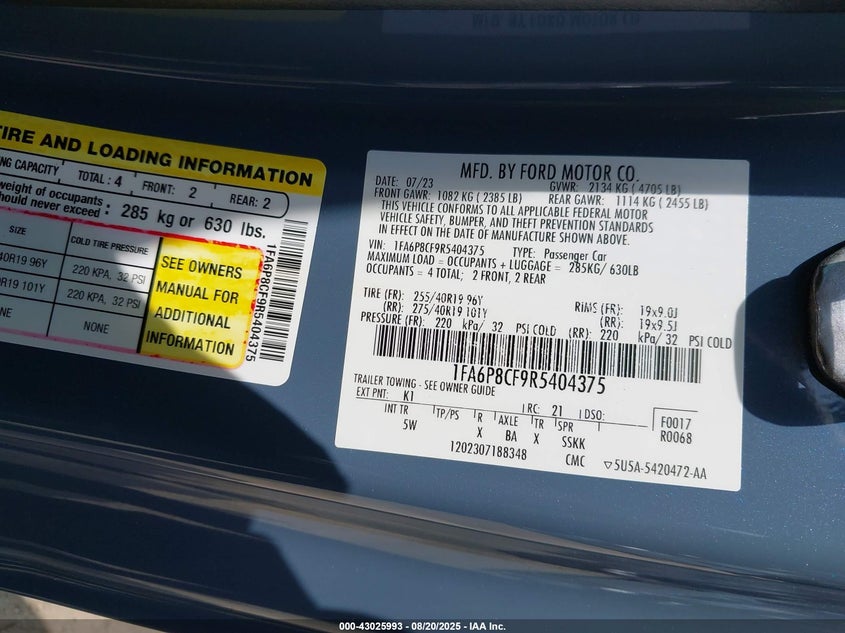 TIRE AND LOADING INFORMATION
CAPACITY TOTAL : 4 FRONT: 2 REAR: 2
weight of occupants
should never exceed : 285 kg or 630 lbs.
SIZE COLD TIRE PRESSURE
40R19 96Y 220 KPA, 32 PSI
R19 101Y 220 KPA, 32 PSI
NONE
SEE OWNERS
MANUAL FOR
ADDITIONAL
INFORMATION
1FA6P8CF9R5404375
MFD. BY FORD MOTOR CO.
DATE: 07/23 GVWR: 2134 KG ( 4705 LB)
FRONT GAWR: 1082 KG ( 2385 LB) REAR GAWR: 1114 KG ( 2455 LB)
THIS VEHICLE CONFORMS TO ALL APPLICABLE FEDERAL MOTOR
VEHICLE SAFETY, BUMPER, AND THEFT PREVENTION STANDARDS
IN EFFECT ON THE DATE OF MANUFACTURE SHOWN ABOVE.
VIN: 1FA6P8CF9R5404375 TYPE: Passenger Car
MAXIMUM LOAD = OCCUPANTS + LUGGAGE = 285KG/ 630LB
OCCUPANTS = 4 TOTAL; 2 FRONT, 2 REAR
TIRE (FR): 255/40R19 96Y RIMS (FR): 19x9.0J
(RR): 275/40R19 101Y (RR): 19x9.5J
PRESSURE (FR): 220 kPa/ 32 PSI COLD (RR): 220 kPa/ 32 PSI COLD
1FA6P8CF9R5404375
TRAILER TOWING - SEE OWNER GUIDE
EXT PNT: K1 RC: 21 DSO: F0017
INT TR TP/PS R AXLE TR SPR R0068
5W X BA X SSKK
1202307188348 CMC 5U5A-5420472-AA
000-43025993 - 08/20/2025 - IAA Inc.